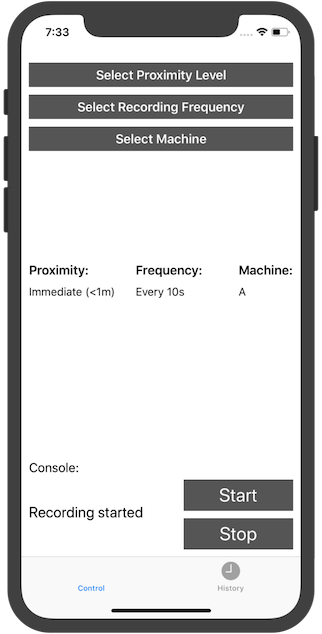 7:33
Select Proximity Level
Select Recording Frequency
Select Machine
Proximity: Frequency: Machine:
Immediate (<1m) Every 10s A
Console:
Recording started
Start
Stop
Control History